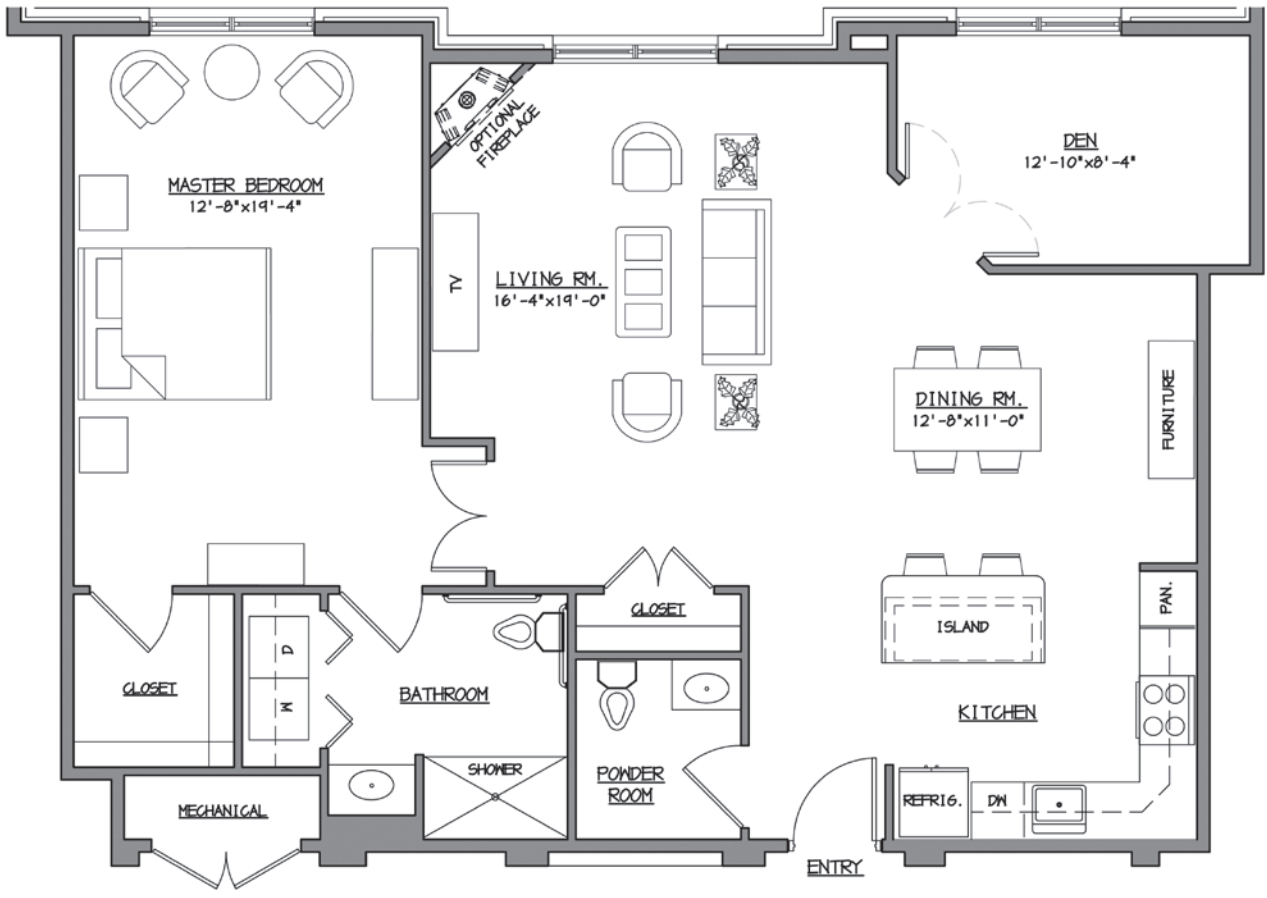 OPTIONAL
FIREPLACE
MASTER BEDROOM
12'-8"x19'-4"
DEN
12'-10"x8'-4"
TV
LIVING RM.
16'-4"x19'-0"
DINING RM.
12'-8"x11'-0"
FURNITURE
CLOSET
PAN.
ISLAND
D
M
CLOSET
BATHROOM
KITCHEN
SHOWER
POWDER
ROOM
MECHANICAL
REFRIG.
DW
ENTRY